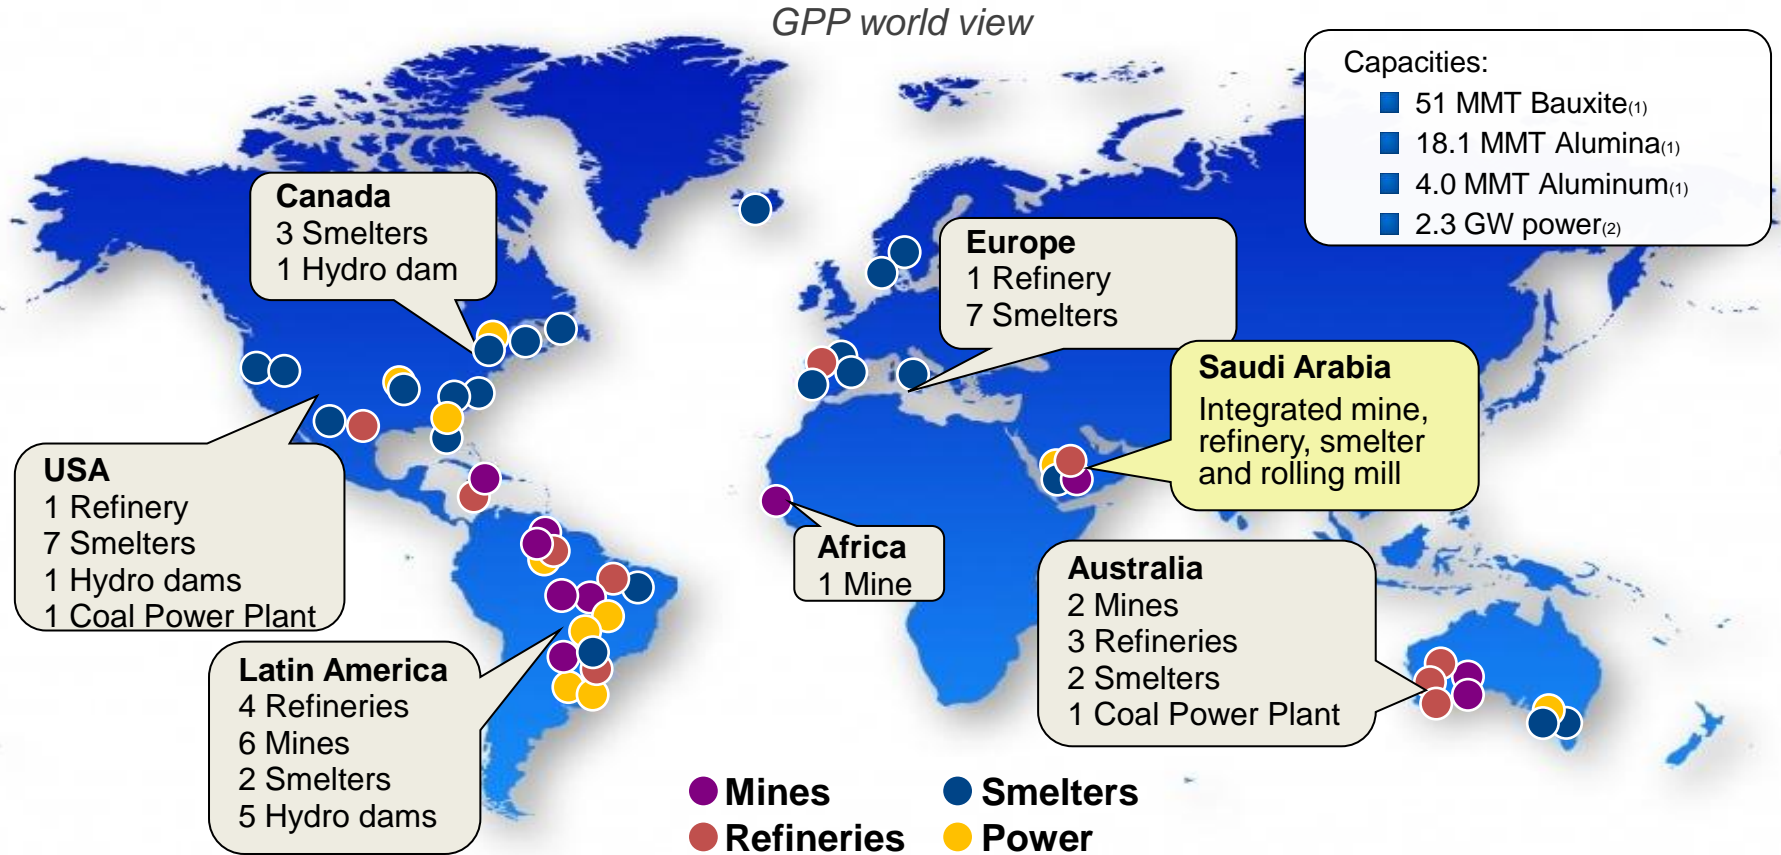 GPP world view
Capacities:
51 MMT Bauxite(1)
18.1 MMT Alumina(1)
4.0 MMT Aluminum(1)
2.3 GW power(2)
Canada
3 Smelters
1 Hydro dam
Europe
1 Refinery
7 Smelters
Saudi Arabia
Integrated mine,
refinery, smelter
and rolling mill
USA
1 Refinery
7 Smelters
1 Hydro dams
1 Coal Power Plant
Africa
1 Mine
Australia
2 Mines
3 Refineries
2 Smelters
1 Coal Power Plant
Latin America
4 Refineries
6 Mines
2 Smelters
5 Hydro dams
Mines
Smelters
Refineries
Power